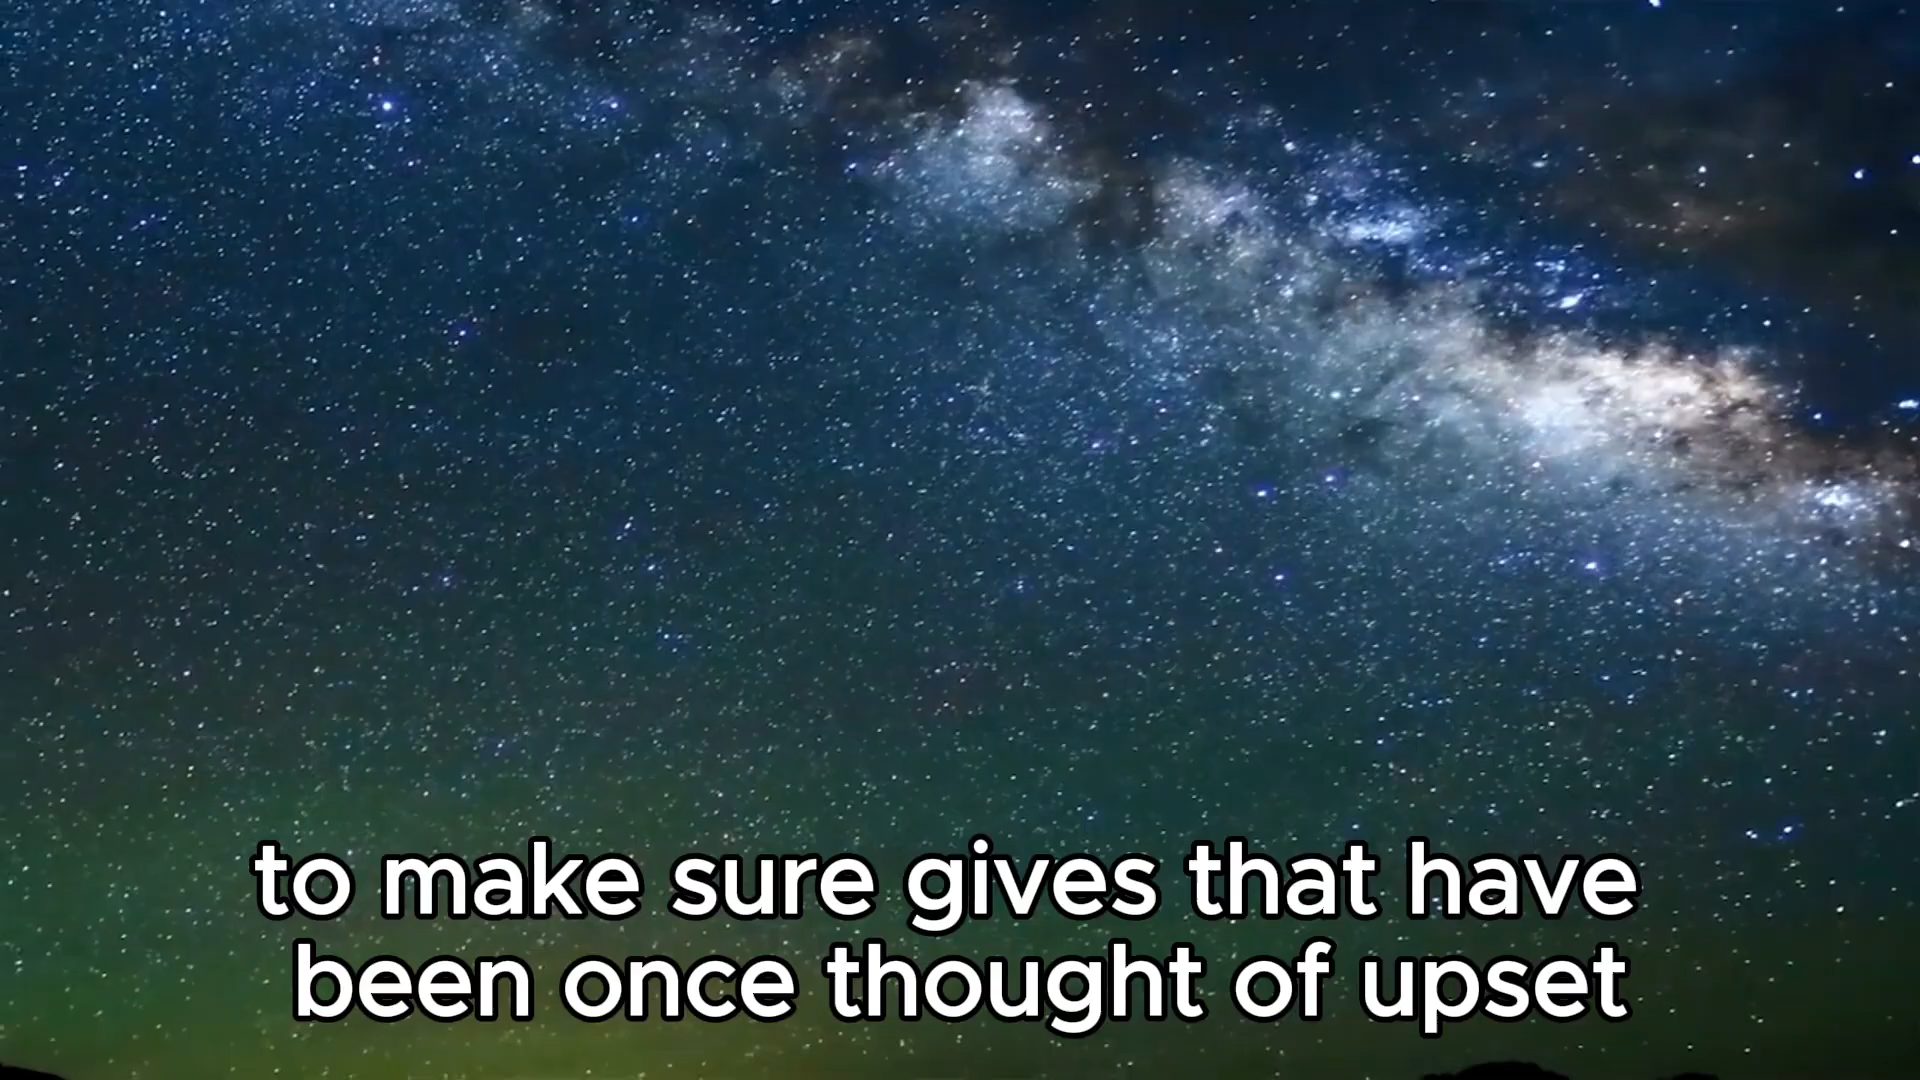 to make sure gives that have
been once thought of upset